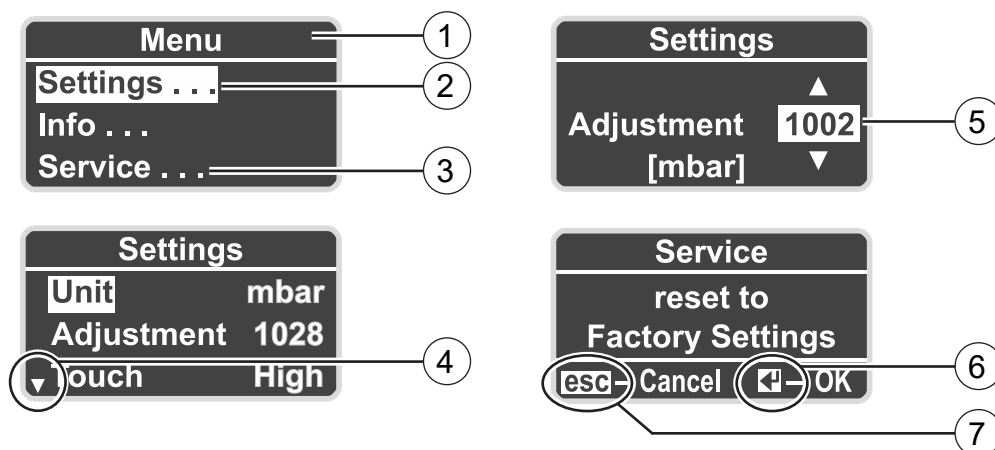 Menu
Settings . . .
Info . . .
Service . . .
1
2
3
Settings
▲
Adjustment 1002
[mbar] ▼
5
Settings
Unit mbar
Adjustment 1028
▼ Touch High
4
Service
reset to
Factory Settings
esc – Cancel ↵ – OK
6
7